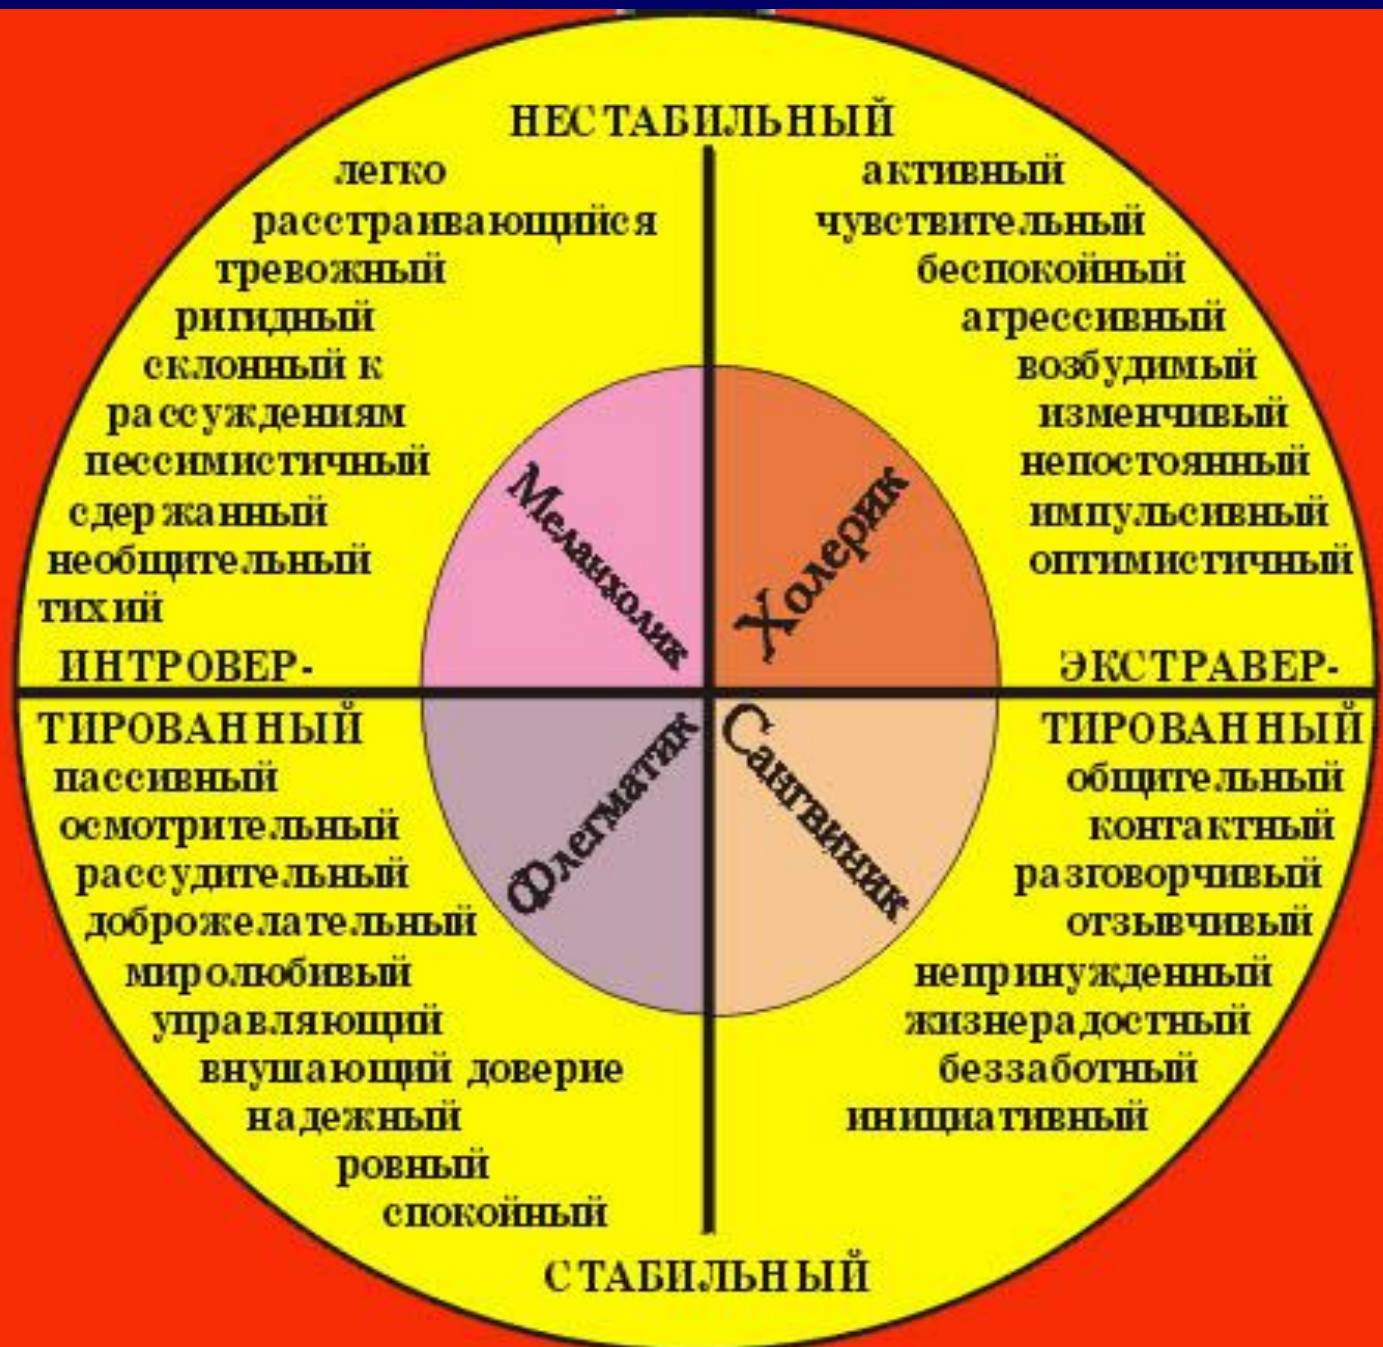 НЕСТАБИЛЬНЫЙ
легко
расстраивающийся
тревожный
ригидный
склонный к
рассуждениям
пессимистичный
сдержанный
необщительный
тихий
активный
чувствительный
беспокойный
агрессивный
возбудимый
изменчивый
непостоянный
импульсивный
оптимистичный
Меланхолик
Холерик
ИНТРОВЕР-
ТИРОВАННЫЙ
ЭКСТРАВЕР-
ТИРОВАННЫЙ
Флегматик
Сангвиник
пассивный
осмотрительный
рассудительный
доброжелательный
миролюбивый
управляющий
внушающий доверие
надежный
ровный
спокойный
общительный
контактный
разговорчивый
отзывчивый
непринужденный
жизнерадостный
беззаботный
инициативный
СТАБИЛЬНЫЙ